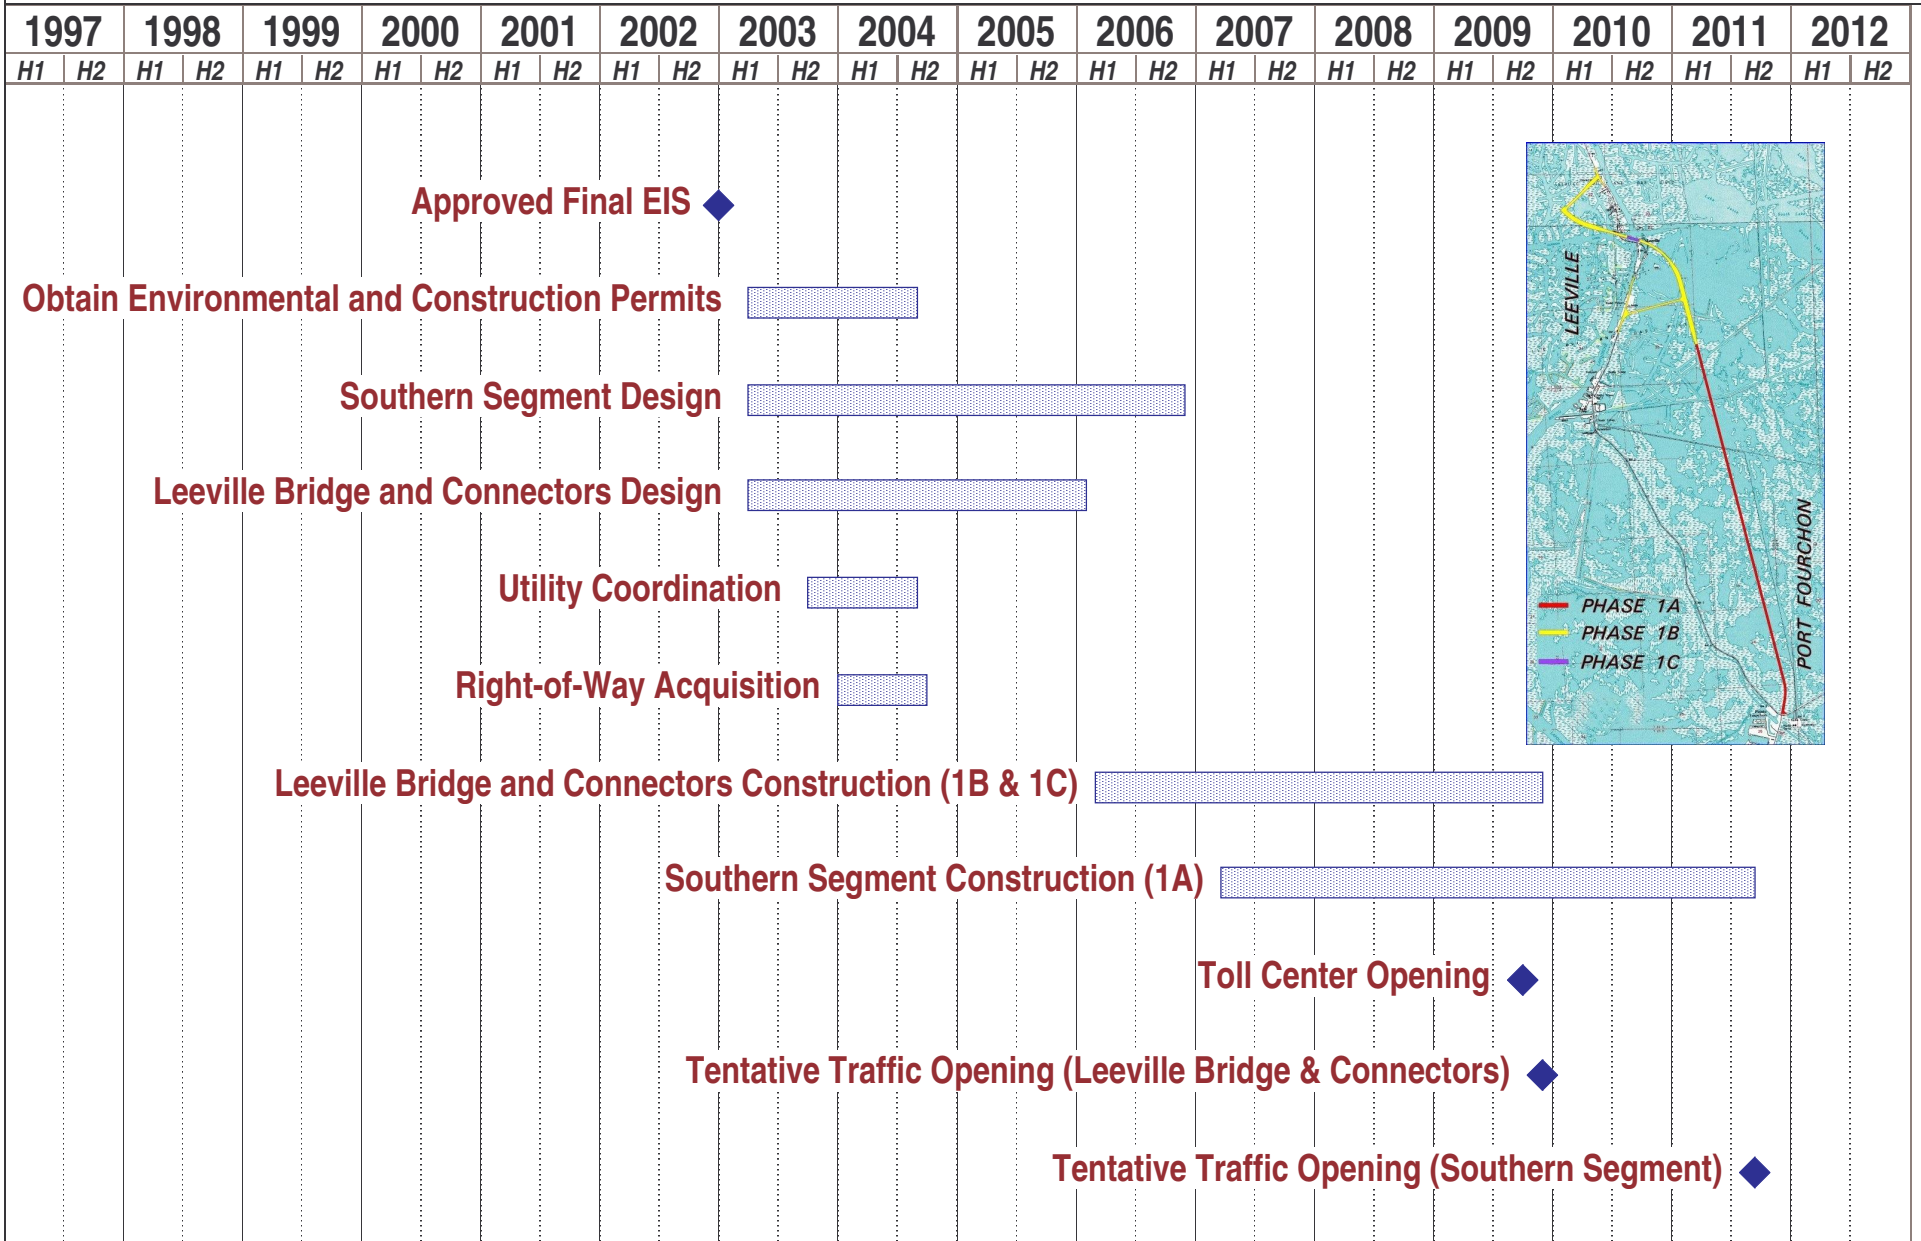 1997 1998 1999 2000 2001 2002 2003 2004 2005 2006 2007 2008 2009 2010 2011 2012
H1 H2 H1 H2 H1 H2 H1 H2 H1 H2 H1 H2 H1 H2 H1 H2 H1 H2 H1 H2 H1 H2 H1 H2 H1 H2 H1 H2 H1 H2 H1 H2
Approved Final EIS
Obtain Environmental and Construction Permits
Southern Segment Design
Leeville Bridge and Connectors Design
Utility Coordination
Right-of-Way Acquisition
Leeville Bridge and Connectors Construction (1B & 1C)
Southern Segment Construction (1A)
Toll Center Opening
Tentative Traffic Opening (Leeville Bridge & Connectors)
Tentative Traffic Opening (Southern Segment)
LEEVILLE
PORT FOURCHON
PHASE 1A
PHASE 1B
PHASE 1C